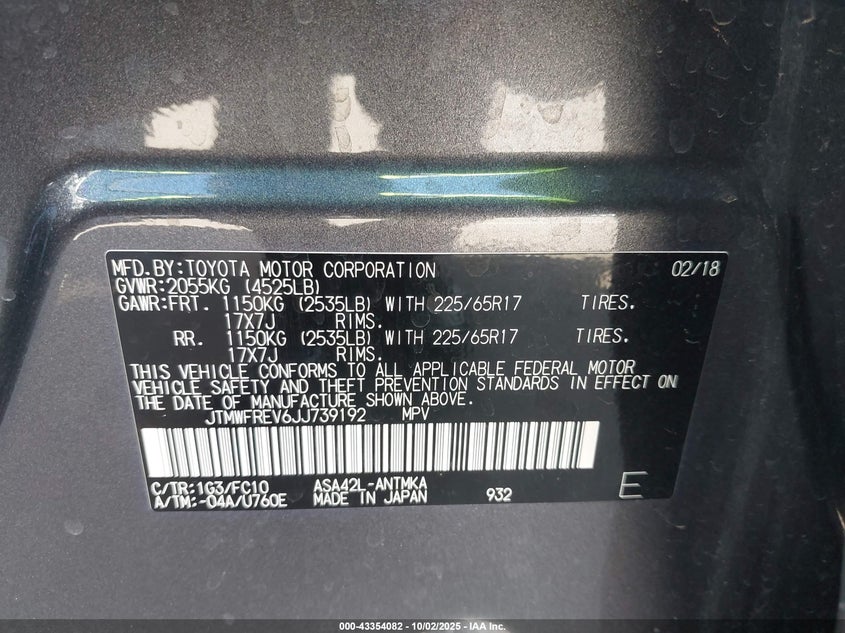 MFD.BY:TOYOTA MOTOR CORPORATION 02/18
GVWR:2055KG (4525LB)
GAWR:FRT. 1150KG (2535LB) WITH 225/65R17 TIRES.
17X7J RIMS.
RR. 1150KG (2535LB) WITH 225/65R17 TIRES.
17X7J RIMS.
THIS VEHICLE CONFORMS TO ALL APPLICABLE FEDERAL MOTOR
VEHICLE SAFETY AND THEFT PREVENTION STANDARDS IN EFFECT ON
THE DATE OF MANUFACTURE SHOWN ABOVE.
JTMWFREV6JJ739192 MPV
C/TR:1G3/FC10 ASA42L-ANTMKA
A/TM:-04A/U760E MADE IN JAPAN 932 E
000-43354082 - 10/02/2025 - IAA, Inc.